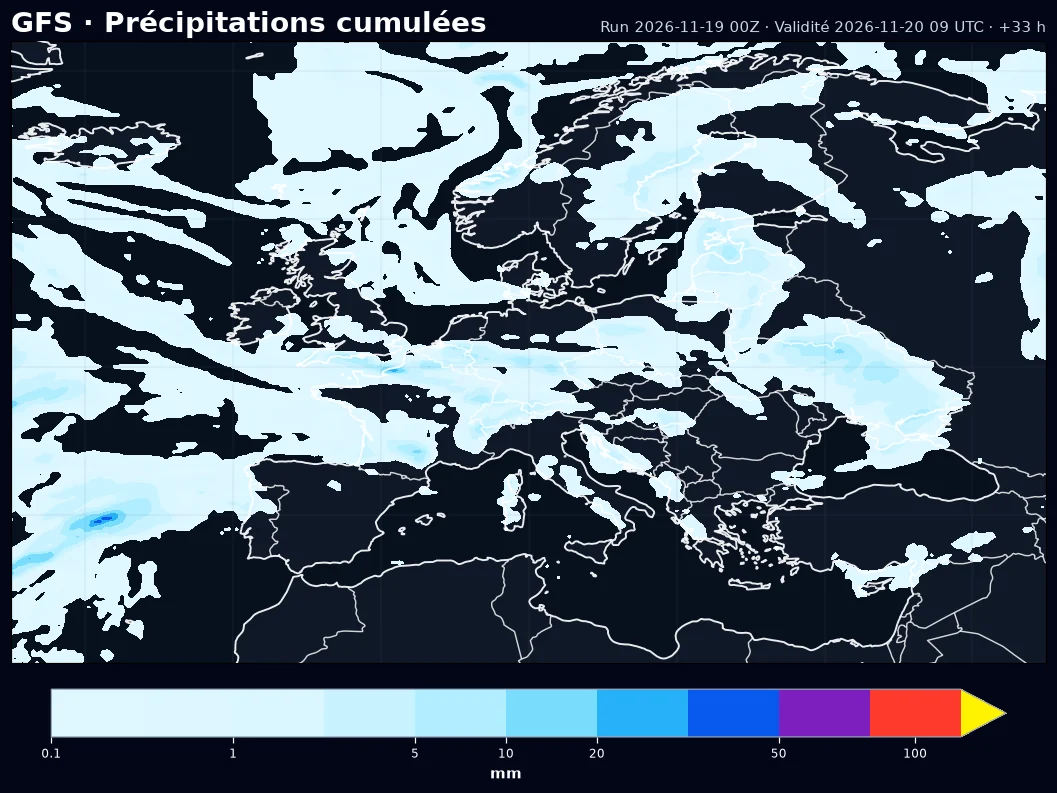 GFS · Précipitations cumulées
Run 2026-11-19 00Z · Validité 2026-11-20 09 UTC · +33 h
0.1 1 5 10 20 50 100
mm